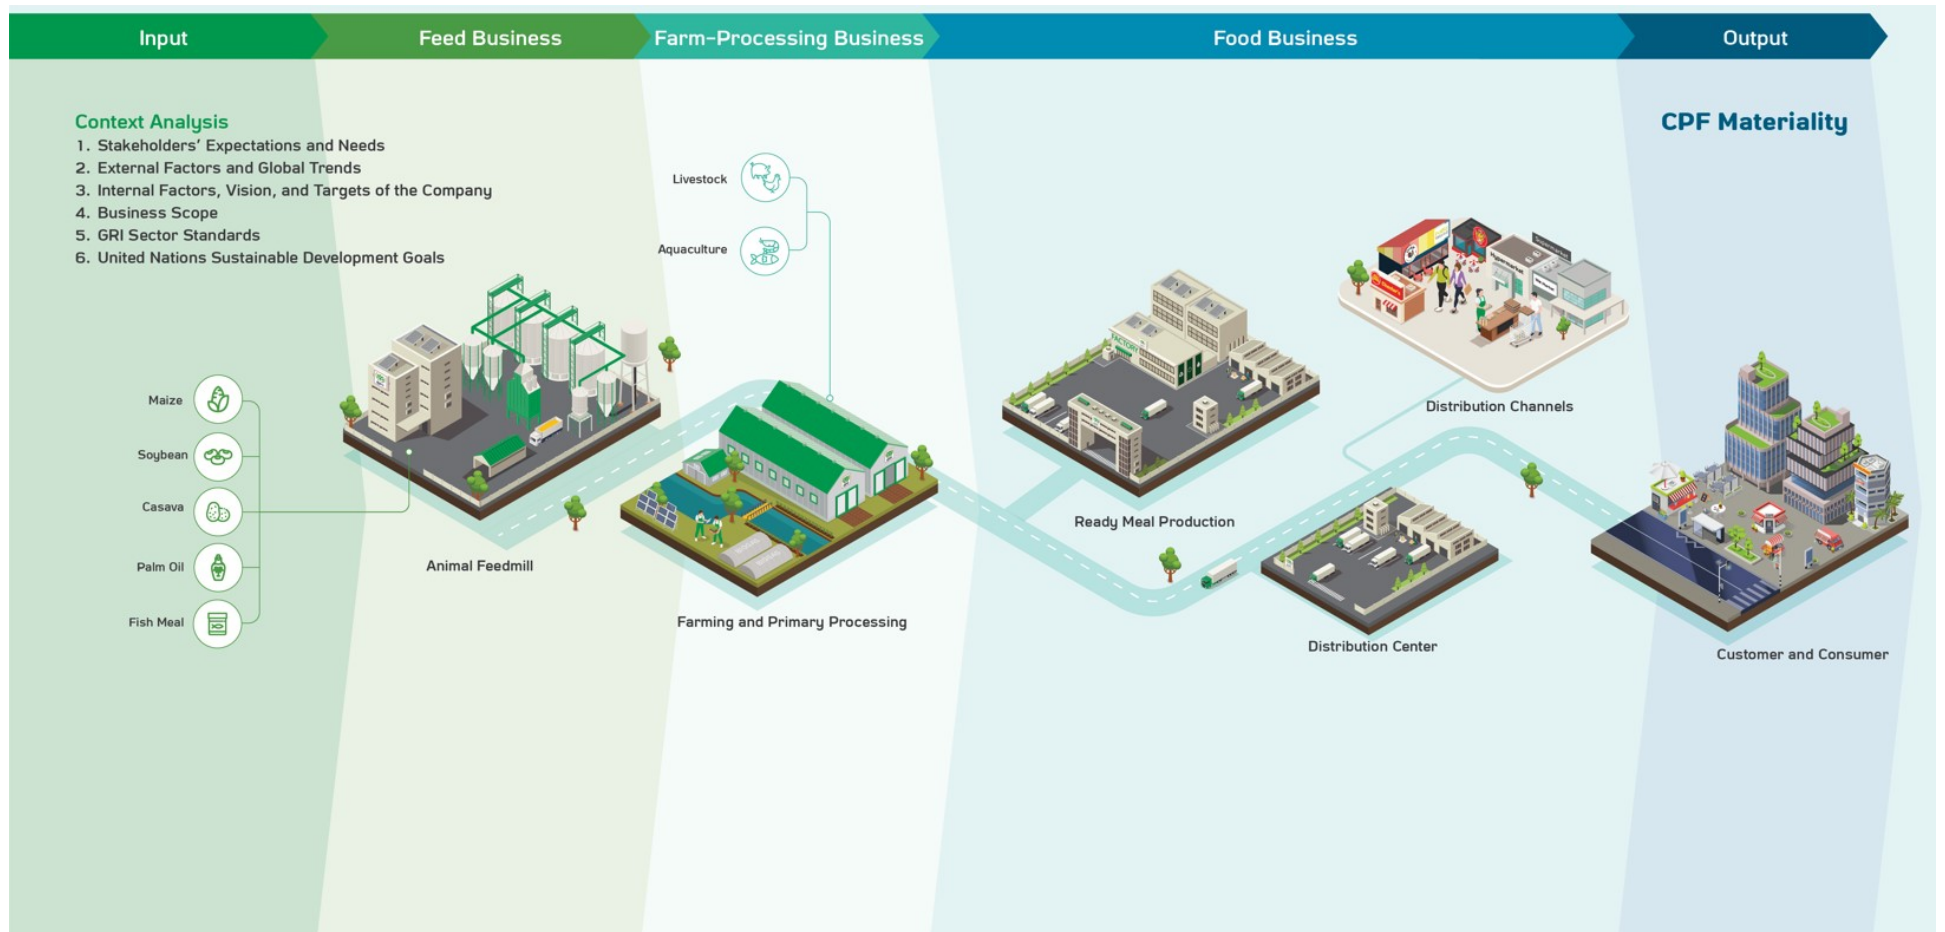 Input
Feed Business
Farm-Processing Business
Food Business
Output
Context Analysis
1. Stakeholders' Expectations and Needs
2. External Factors and Global Trends
3. Internal Factors, Vision, and Targets of the Company
4. Business Scope
5. GRI Sector Standards
6. United Nations Sustainable Development Goals
CPF Materiality
Livestock
Aquaculture
Supermarket
Hypermarket
FACTORY
Maize
Soybean
Casava
Palm Oil
Fish Meal
Animal Feedmill
Farming and Primary Processing
Ready Meal Production
Distribution Channels
Distribution Center
Customer and Consumer